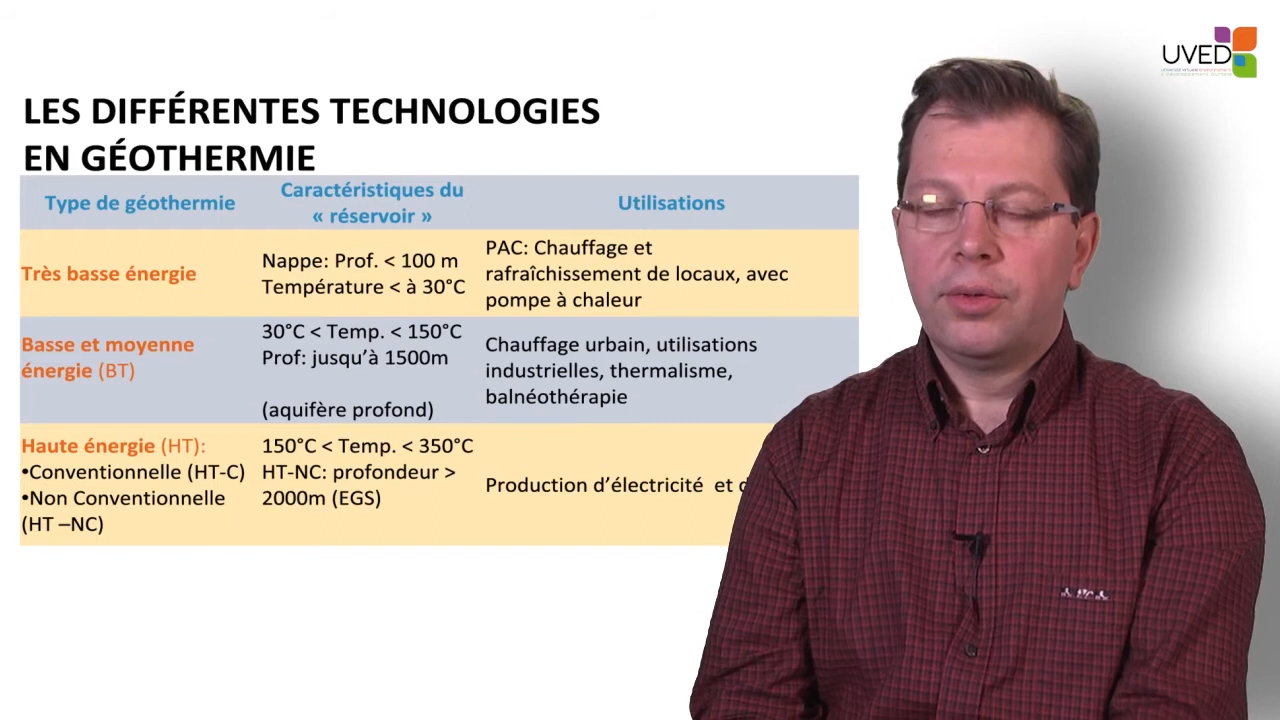 UVED
LES DIFFÉRENTES TECHNOLOGIES
EN GÉOTHERMIE
Type de géothermie
Caractéristiques du
« réservoir »
Utilisations
Très basse énergie
Nappe: Prof. < 100 m
Température < à 30°C
PAC: Chauffage et
rafraîchissement de locaux, avec
pompe à chaleur
Basse et moyenne
énergie (BT)
30°C < Temp. < 150°C
Prof: jusqu’à 1500m
(aquifère profond)
Chauffage urbain, utilisations
industrielles, thermalisme,
balnéothérapie
Haute énergie (HT):
•Conventionnelle (HT-C)
•Non Conventionnelle
(HT –NC)
150°C < Temp. < 350°C
HT-NC: profondeur >
2000m (EGS)
Production d’électricité et